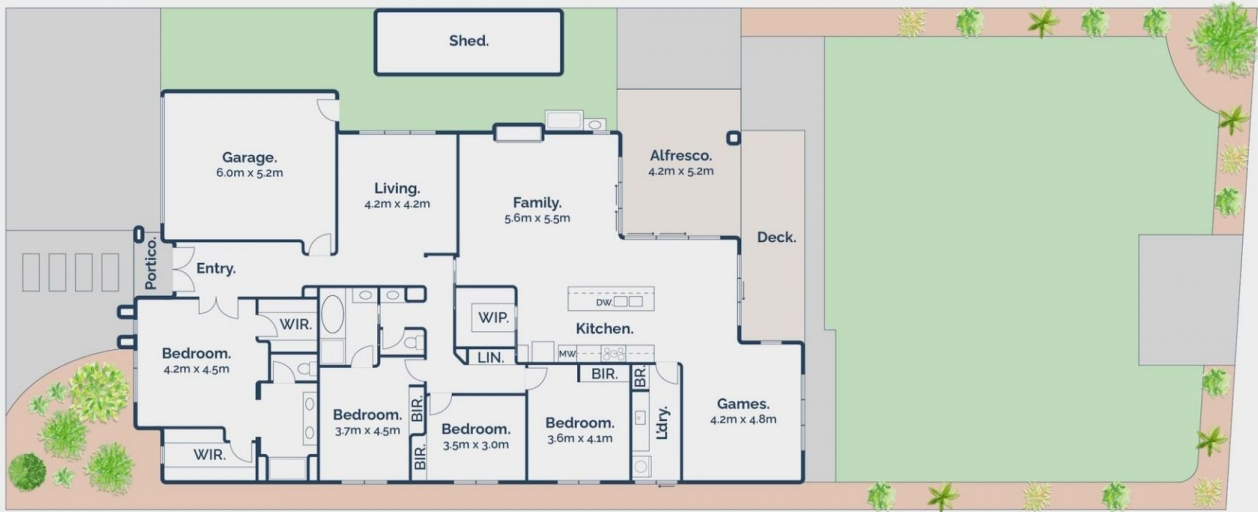 Shed.
Garage.
6.0m x 5.2m
Living.
4.2m x 4.2m
Family.
5.6m x 5.5m
Alfresco.
4.2m x 5.2m
Deck.
Portico.
Entry.
WIR.
WIP.
DW.
Kitchen.
MW.
LIN.
Bedroom.
4.2m x 4.5m
WIR.
Bedroom.
3.7m x 4.5m
BIR.
BIR.
Bedroom.
3.5m x 3.0m
BIR.
Bedroom.
3.6m x 4.1m
BR.
L'dry.
Games.
4.2m x 4.8m